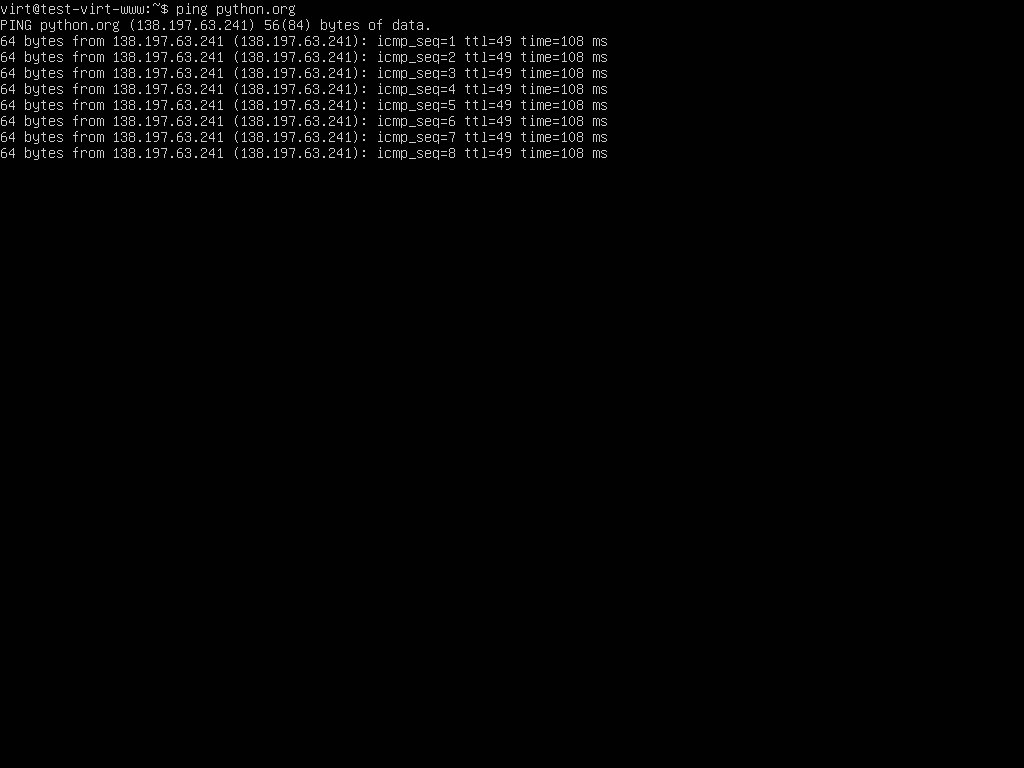 virt@test-virt-www:~$ ping python.org
PING python.org (138.197.63.241) 56(84) bytes of data.
64 bytes from 138.197.63.241 (138.197.63.241): icmp_seq=1 ttl=49 time=108 ms
64 bytes from 138.197.63.241 (138.197.63.241): icmp_seq=2 ttl=49 time=108 ms
64 bytes from 138.197.63.241 (138.197.63.241): icmp_seq=3 ttl=49 time=108 ms
64 bytes from 138.197.63.241 (138.197.63.241): icmp_seq=4 ttl=49 time=108 ms
64 bytes from 138.197.63.241 (138.197.63.241): icmp_seq=5 ttl=49 time=108 ms
64 bytes from 138.197.63.241 (138.197.63.241): icmp_seq=6 ttl=49 time=108 ms
64 bytes from 138.197.63.241 (138.197.63.241): icmp_seq=7 ttl=49 time=108 ms
64 bytes from 138.197.63.241 (138.197.63.241): icmp_seq=8 ttl=49 time=108 ms